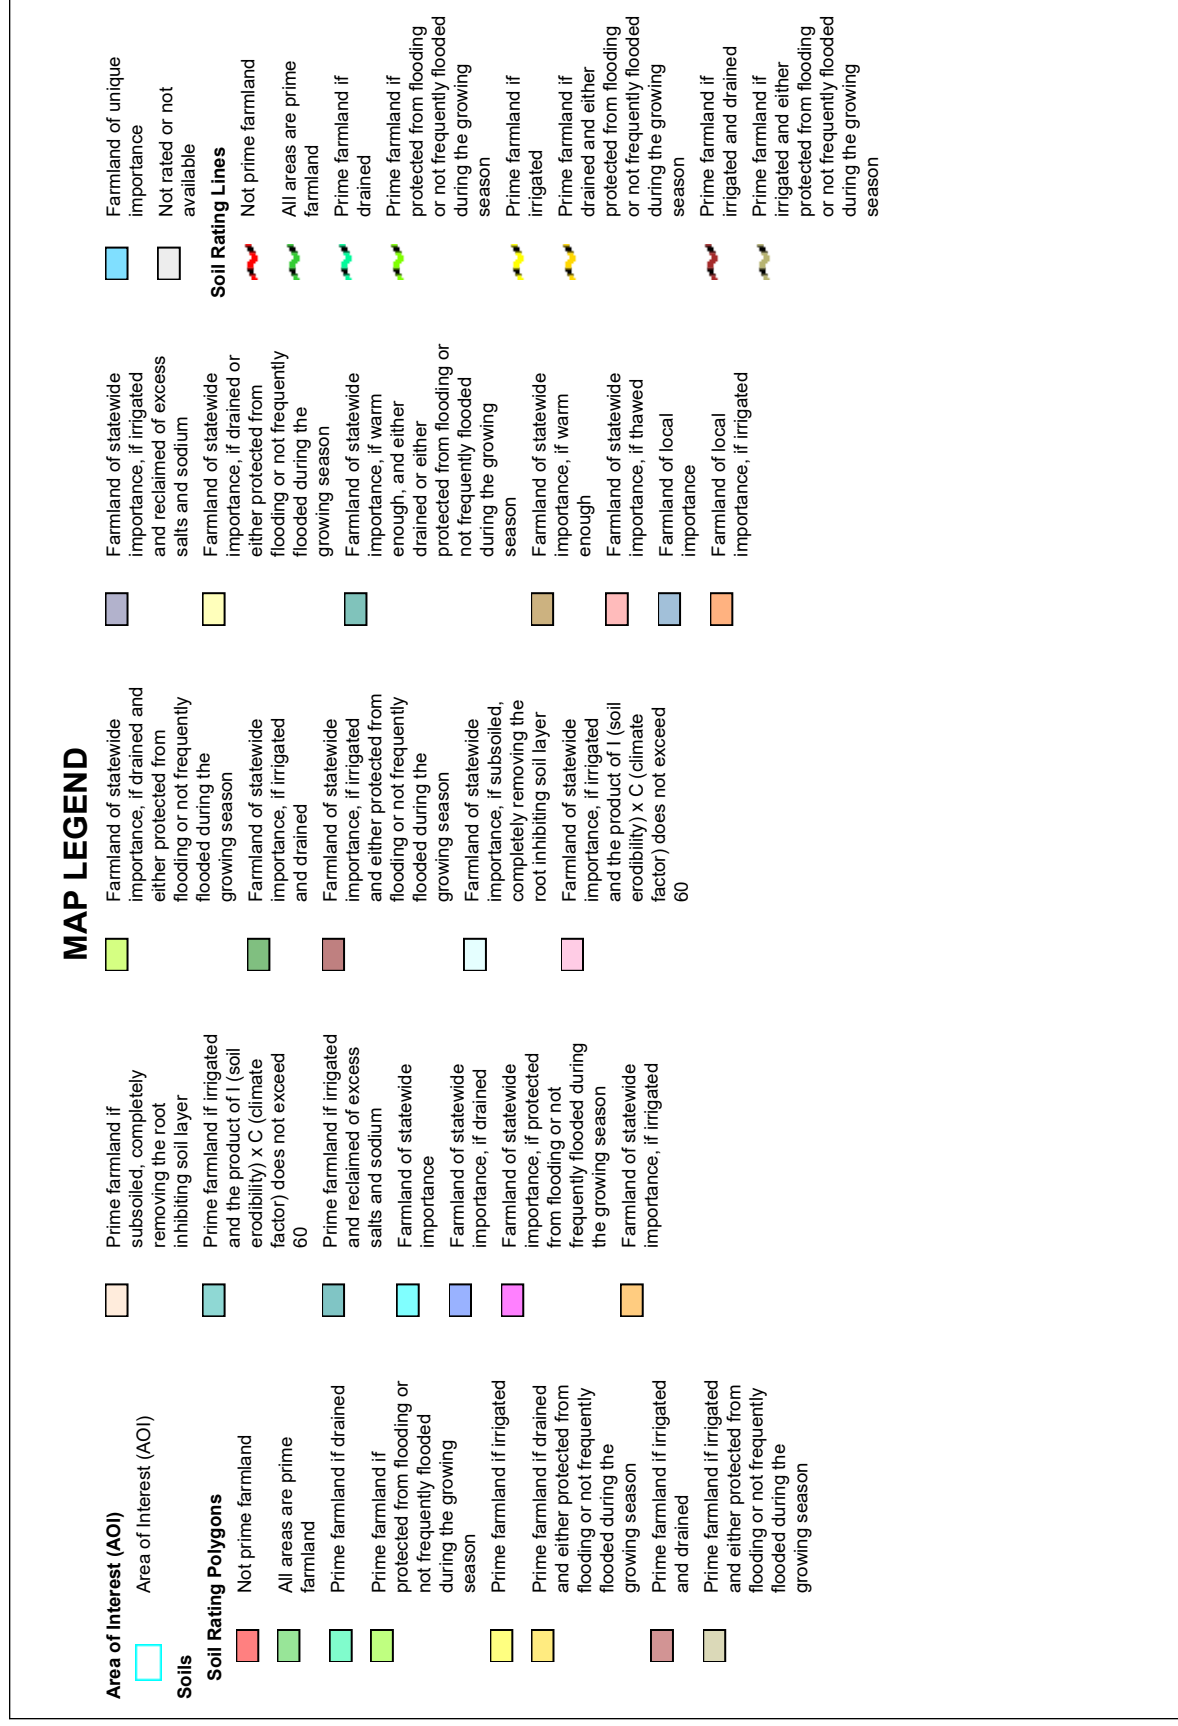 MAP LEGEND
Area of Interest (AOI)
Area of Interest (AOI)
Soils
Soil Rating Polygons
Not prime farmland
All areas are prime
farmland
Prime farmland if drained
Prime farmland if
protected from flooding or
not frequently flooded
during the growing
season
Prime farmland if irrigated
Prime farmland if drained
and either protected from
flooding or not frequently
flooded during the
growing season
Prime farmland if irrigated
and drained
Prime farmland if irrigated
and either protected from
flooding or not frequently
flooded during the
growing season
Prime farmland if
subsoiled, completely
removing the root
inhibiting soil layer
Prime farmland if irrigated
and the product of I (soil
erodibility) x C (climate
factor) does not exceed
60
Prime farmland if irrigated
and reclaimed of excess
salts and sodium
Farmland of statewide
importance
Farmland of statewide
importance, if drained
Farmland of statewide
importance, if protected
from flooding or not
frequently flooded during
the growing season
Farmland of statewide
importance, if irrigated
Farmland of statewide
importance, if drained and
either protected from
flooding or not frequently
flooded during the
growing season
Farmland of statewide
importance, if irrigated
and drained
Farmland of statewide
importance, if irrigated
and either protected from
flooding or not frequently
flooded during the
growing season
Farmland of statewide
importance, if subsoiled,
completely removing the
root inhibiting soil layer
Farmland of statewide
importance, if irrigated
and the product of I (soil
erodibility) x C (climate
factor) does not exceed
60
Farmland of statewide
importance, if irrigated
and reclaimed of excess
salts and sodium
Farmland of statewide
importance, if drained or
either protected from
flooding or not frequently
flooded during the
growing season
Farmland of statewide
importance, if warm
enough, and either
drained or either
protected from flooding or
not frequently flooded
during the growing
season
Farmland of statewide
importance, if warm
enough
Farmland of statewide
importance, if thawed
Farmland of local
importance
Farmland of local
importance, if irrigated
Farmland of unique
importance
Not rated or not
available
Soil Rating Lines
Not prime farmland
All areas are prime
farmland
Prime farmland if
drained
Prime farmland if
protected from flooding
or not frequently flooded
during the growing
season
Prime farmland if
irrigated
Prime farmland if
drained and either
protected from flooding
or not frequently flooded
during the growing
season
Prime farmland if
irrigated and drained
Prime farmland if
irrigated and either
protected from flooding
or not frequently flooded
during the growing
season